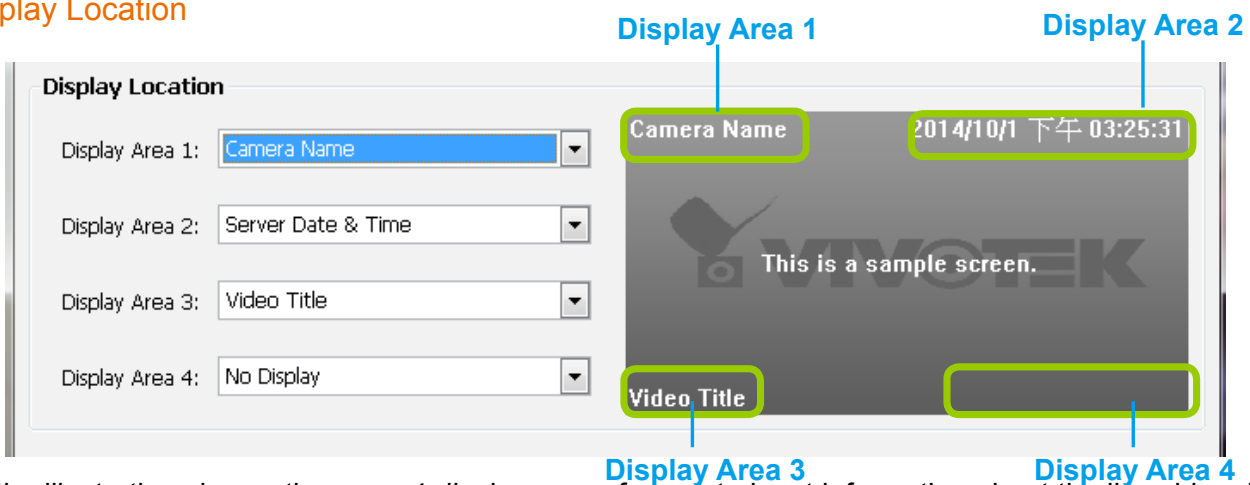 play Location
Display Area 1
Display Area 2
Display Location
Display Area 1: Camera Name
Display Area 2: Server Date & Time
Display Area 3: Video Title
Display Area 4: No Display
Camera Name 2014/10/1 下午 03:25:31
VIVOTEK
This is a sample screen.
Video Title
Display Area 3
Display Area 4